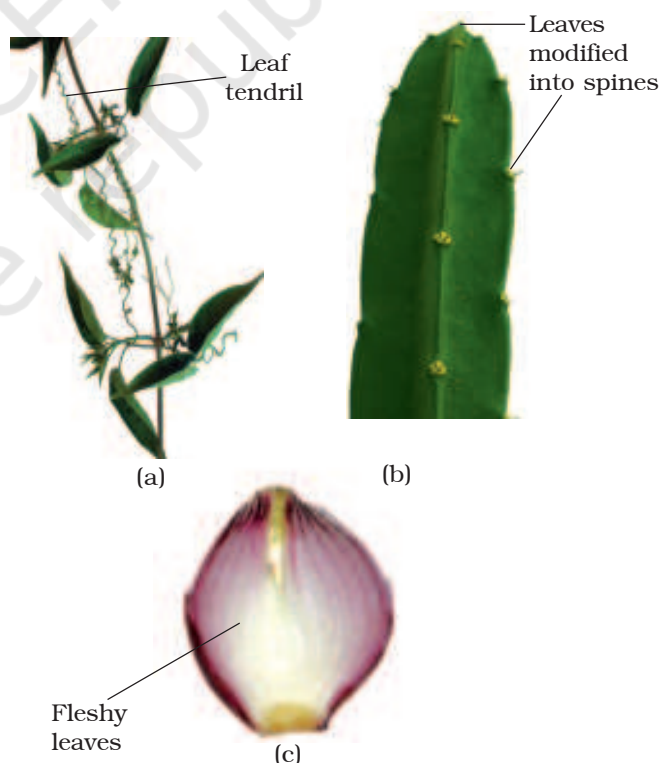 Leaf
tendril
Leaves
modified
into spines
(a)
(b)
Fleshy
leaves
(c)